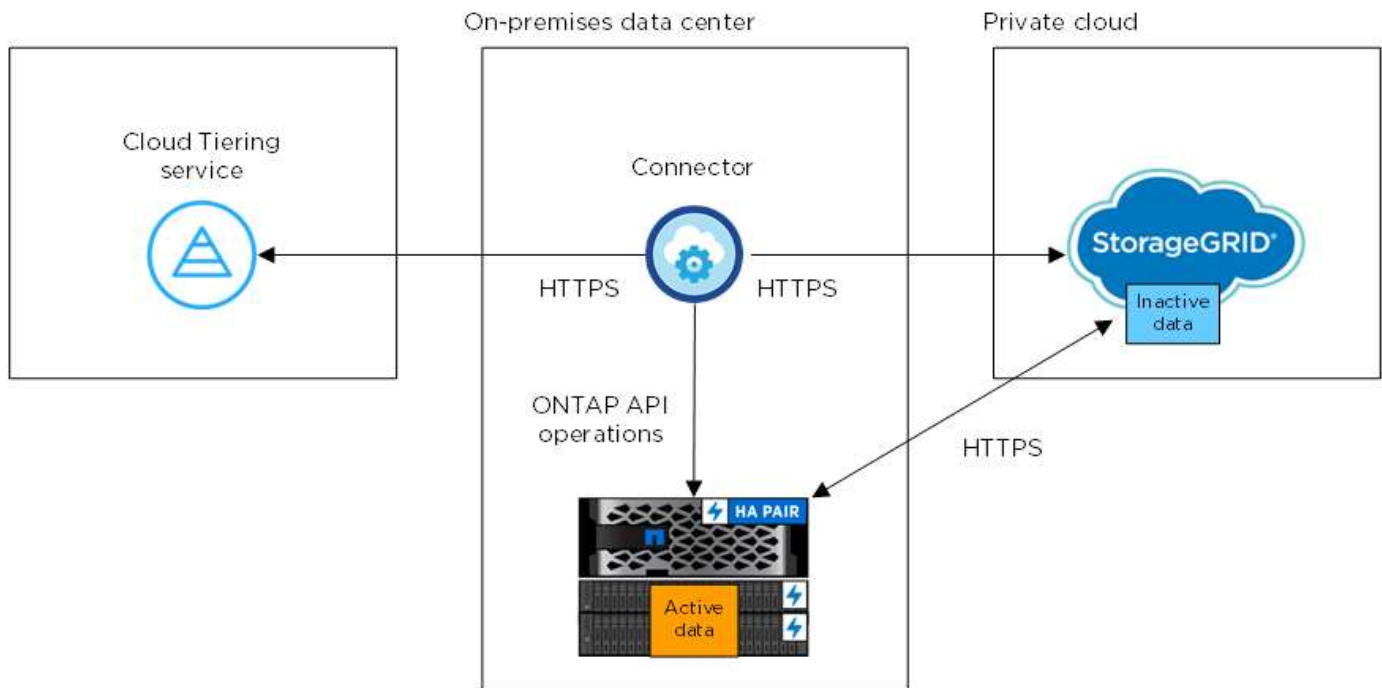 On-premises data center
Private cloud
Cloud Tiering
service
Connector
StorageGRID®
Inactive
data
HTTPS
HTTPS
ONTAP API
operations
HTTPS
HA PAIR
Active
data